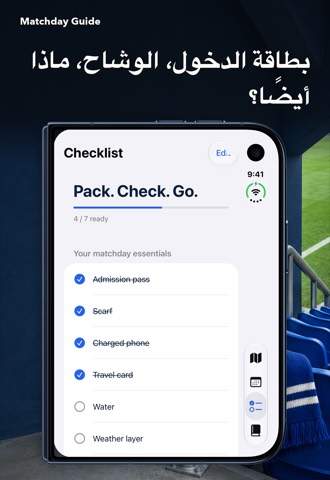 Matchday Guide
بطاقة الدخول، الوشاح، ماذا
أيضًا؟
Checklist
Ed..
9:41
Pack. Check. Go.
4 / 7 ready
Your matchday essentials
Admission pass
Scarf
Charged phone
Travel card
Water
Weather layer